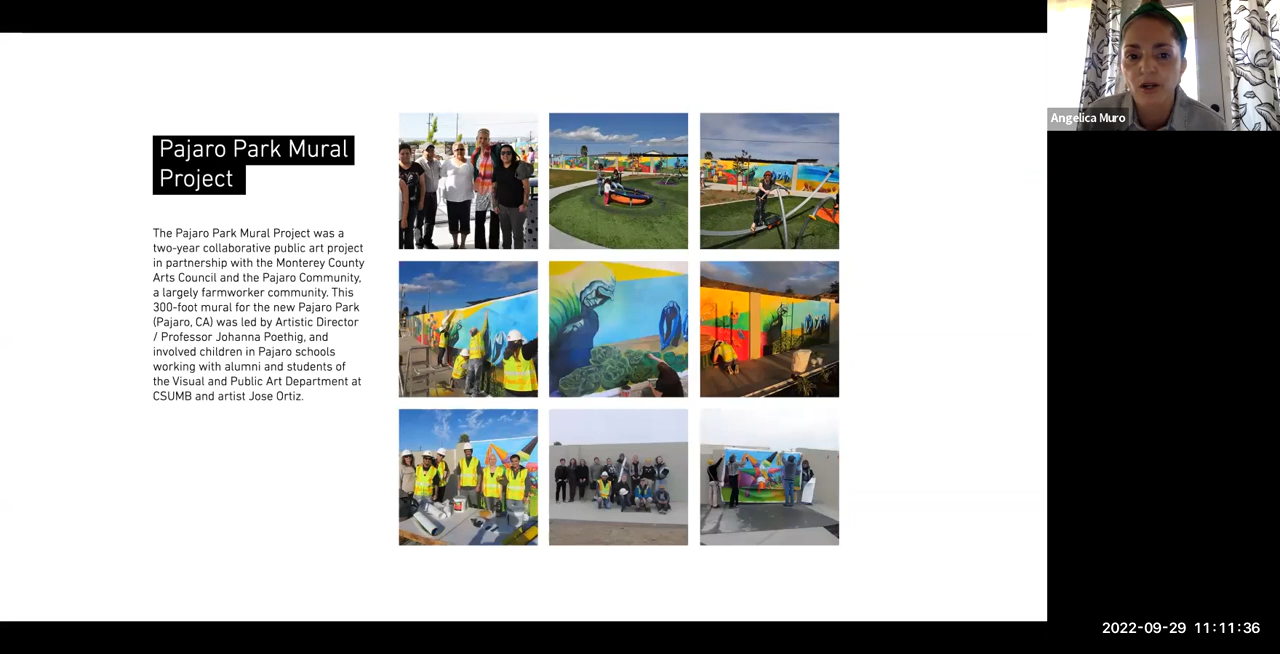 Pajaro Park Mural
Project
The Pajaro Park Mural Project was a
two-year collaborative public art project
in partnership with the Monterey County
Arts Council and the Pajaro Community,
a largely farmworker community. This
300-foot mural for the new Pajaro Park
(Pajaro, CA) was led by Artistic Director
/ Professor Johanna Poethig, and
involved children in Pajaro schools
working with alumni and students of
the Visual and Public Art Department at
CSUMB and artist Jose Ortiz.
Angelica Muro
2022-09-29 11:11:36